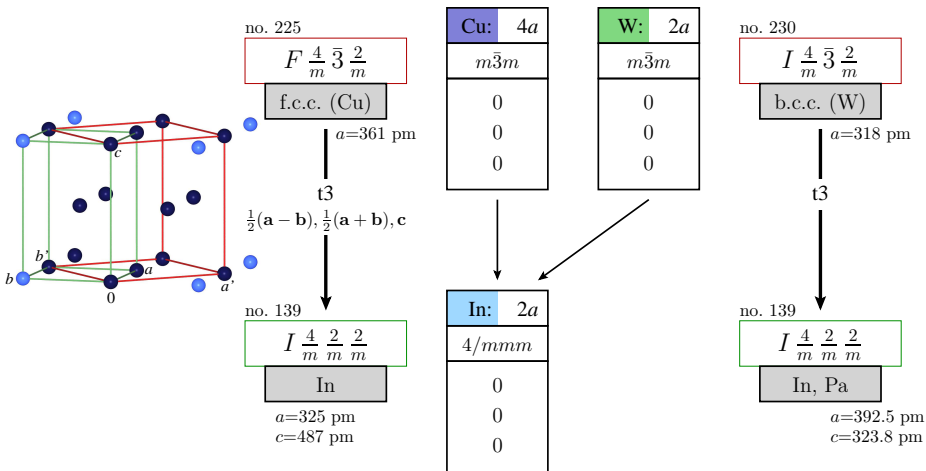 c
b'
b
a
0
a'
no. 225
F 4/m 3̄ 2/m
f.c.c. (Cu)
a=361 pm
t3
½(a − b), ½(a + b), c
no. 139
I 4/m 2/m 2/m
In
a=325 pm
c=487 pm
Cu: 4a
m3̄m
0
0
0
W: 2a
m3̄m
0
0
0
In: 2a
4/mmm
0
0
0
no. 230
I 4/m 3̄ 2/m
b.c.c. (W)
a=318 pm
t3
no. 139
I 4/m 2/m 2/m
In, Pa
a=392.5 pm
c=323.8 pm